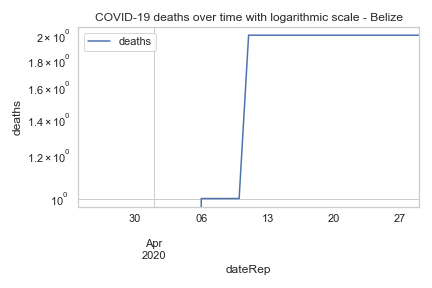 COVID-19 deaths over time with logarithmic scale - Belize
deaths
2 × 10⁰
1.8 × 10⁰
1.6 × 10⁰
1.4 × 10⁰
1.2 × 10⁰
10⁰
deaths
30 06 13 20 27
Apr
2020
dateRep